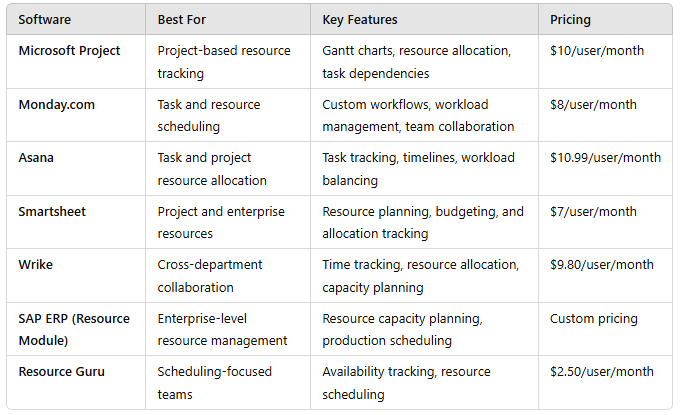 Software Best For Key Features Pricing
Microsoft Project Project-based resource Gantt charts, resource allocation, $10/user/month
tracking task dependencies
Monday.com Task and resource Custom workflows, workload $8/user/month
scheduling management, team collaboration
Asana Task and project Task tracking, timelines, workload $10.99/user/month
resource allocation balancing
Smartsheet Project and enterprise Resource planning, budgeting, and $7/user/month
resources allocation tracking
Wrike Cross-department Time tracking, resource allocation, $9.80/user/month
collaboration capacity planning
SAP ERP (Resource Enterprise-level Resource capacity planning, Custom pricing
Module) resource management production scheduling
Resource Guru Scheduling-focused Availability tracking, resource $2.50/user/month
teams scheduling